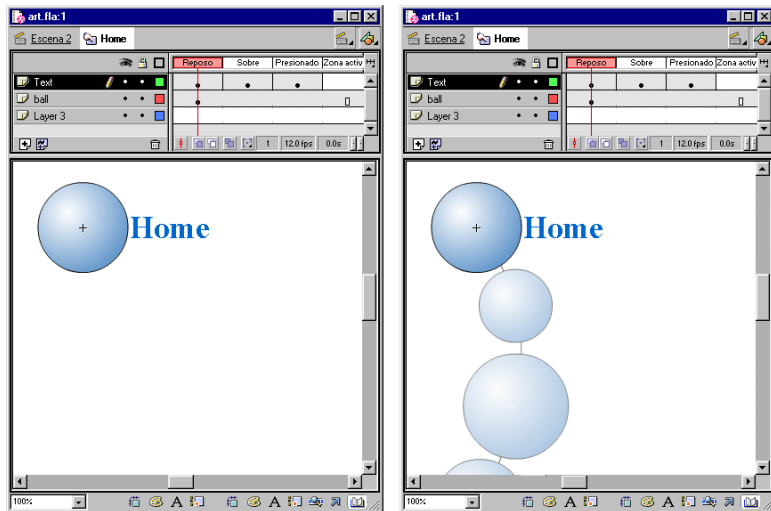 art.fla:1
Escena 2 Home
Reposo Sobre Presionado Zona activ
Text
ball
Layer 3
1 12.0 fps 0.0s
Home
100%
art.fla:1
Escena 2 Home
Reposo Sobre Presionado Zona activ
Text
ball
Layer 3
1 12.0 fps 0.0s
Home
100%